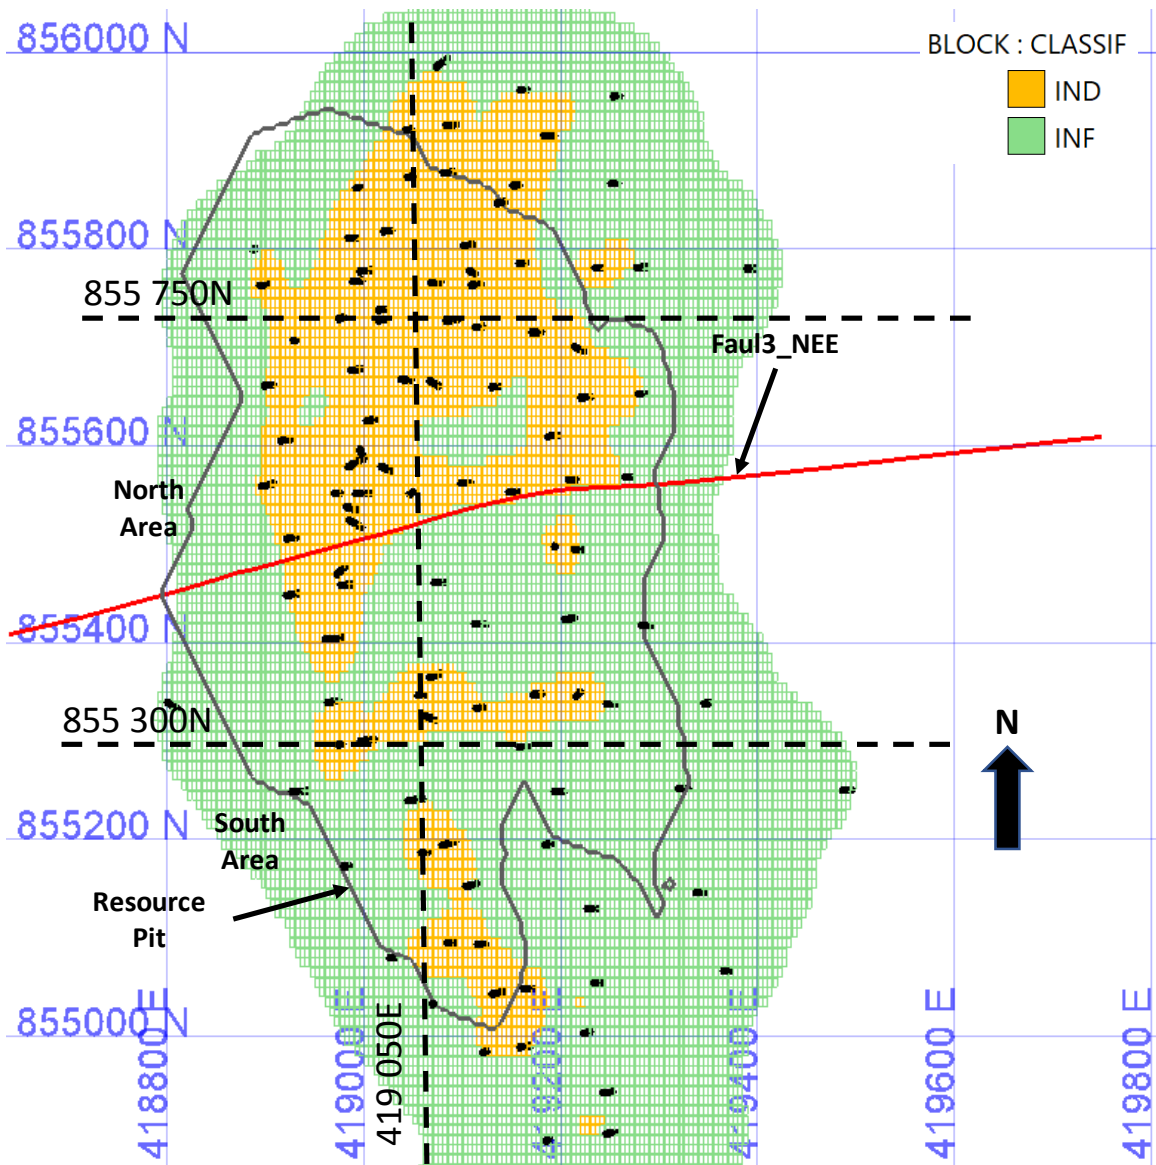 856000 N
BLOCK : CLASSIF
IND
INF
855800 N
855 750N
Faul3_NEE
855600 N
North
Area
855400 N
855 300N
N
South
Area
855200 N
Resource
Pit
855000 N
418800 E
419000 E
419 050E
419200 E
419400 E
419600 E
419800 E